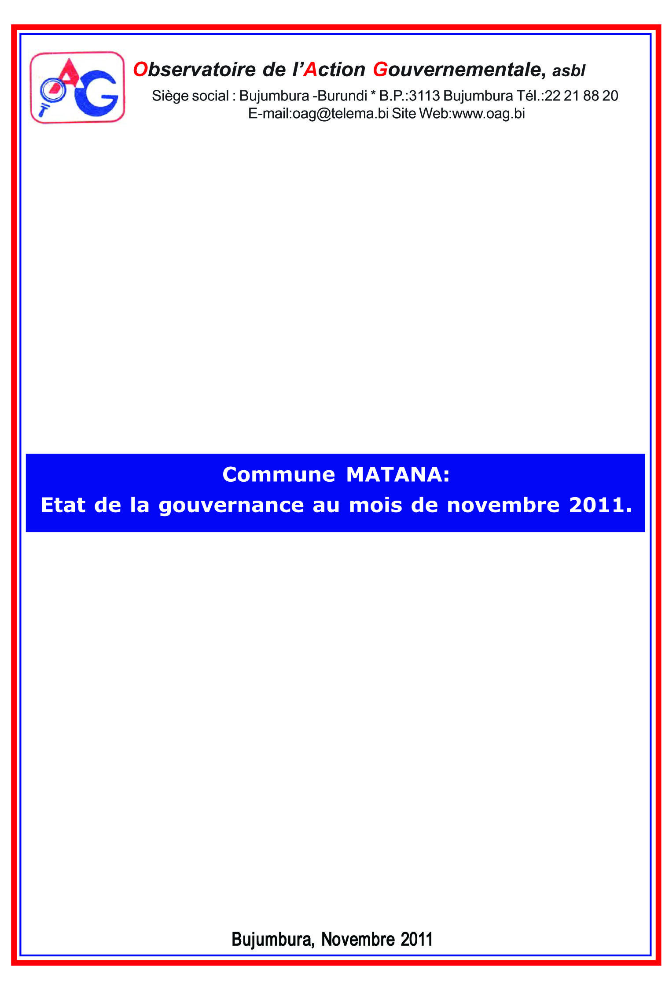 OAG
Observatoire de l’Action Gouvernementale, asbl
Siège social : Bujumbura -Burundi * B.P.:3113 Bujumbura Tél.:22 21 88 20
E-mail:oag@telema.bi Site Web:www.oag.bi
Commune MATANA:
Etat de la gouvernance au mois de novembre 2011.
Bujumbura, Novembre 2011